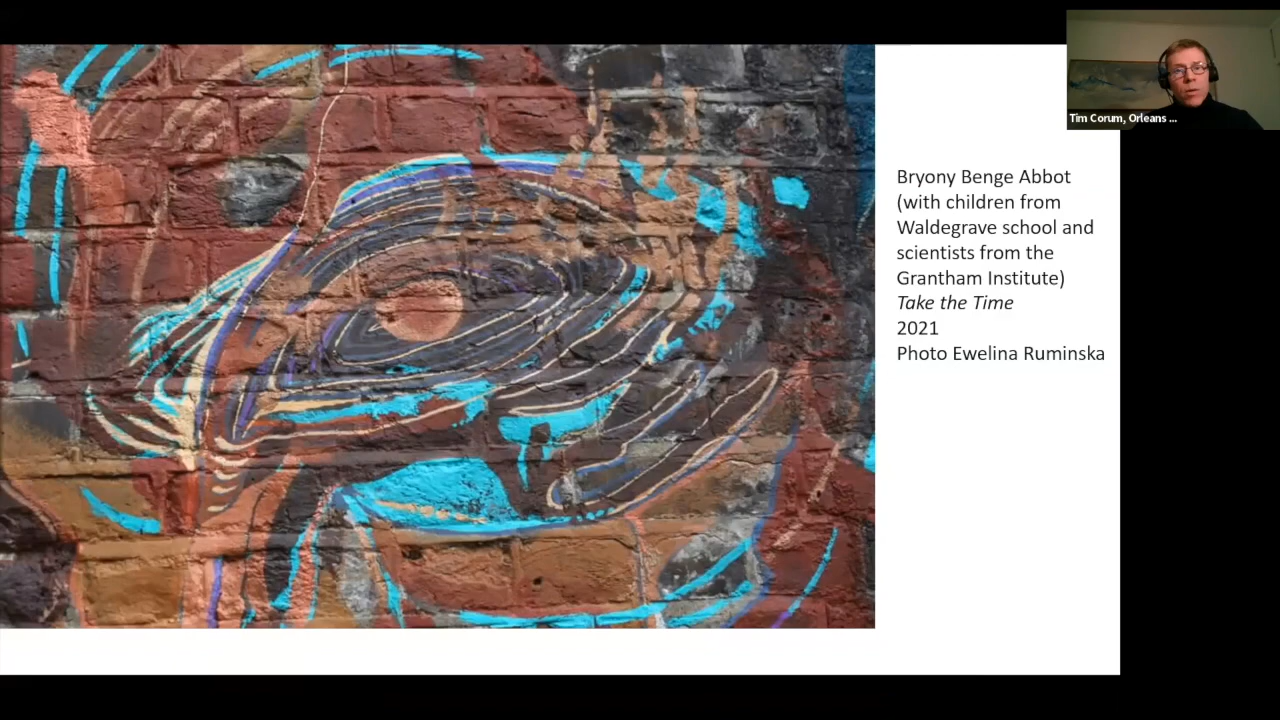 Tim Corum, Orleans ...
Bryony Benge Abbot
(with children from
Waldegrave school and
scientists from the
Grantham Institute)
Take the Time
2021
Photo Ewelina Ruminska